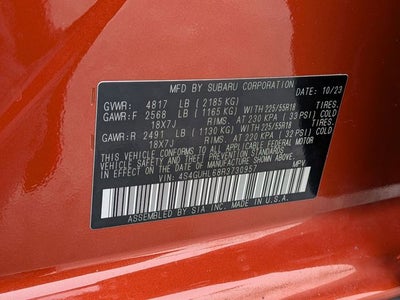 MFD BY SUBARU CORPORATION 10/23
GVWR: 4817 LB (2185 KG)
GAWR:F 2568 LB (1165 KG) WITH 225/55R18 TIRES.
18X7J RIMS. AT 230 KPA (33 PSI) COLD
GAWR:R 2491 LB (1130 KG) WITH 225/55R18 TIRES.
18X7J RIMS. AT 220 KPA (32 PSI) COLD
THIS VEHICLE CONFORMS TO ALL APPLICABLE FEDERAL MOTOR
VEHICLE SAFETY AND THEFT PREVENTION STANDARDS IN EFFECT
ON THE DATE OF MANUFACTURE SHOWN ABOVE.
VIN: 4S4GUHL68R3730957 MPV
ASSEMBLED BY SIA INC. MADE IN U.S.A.